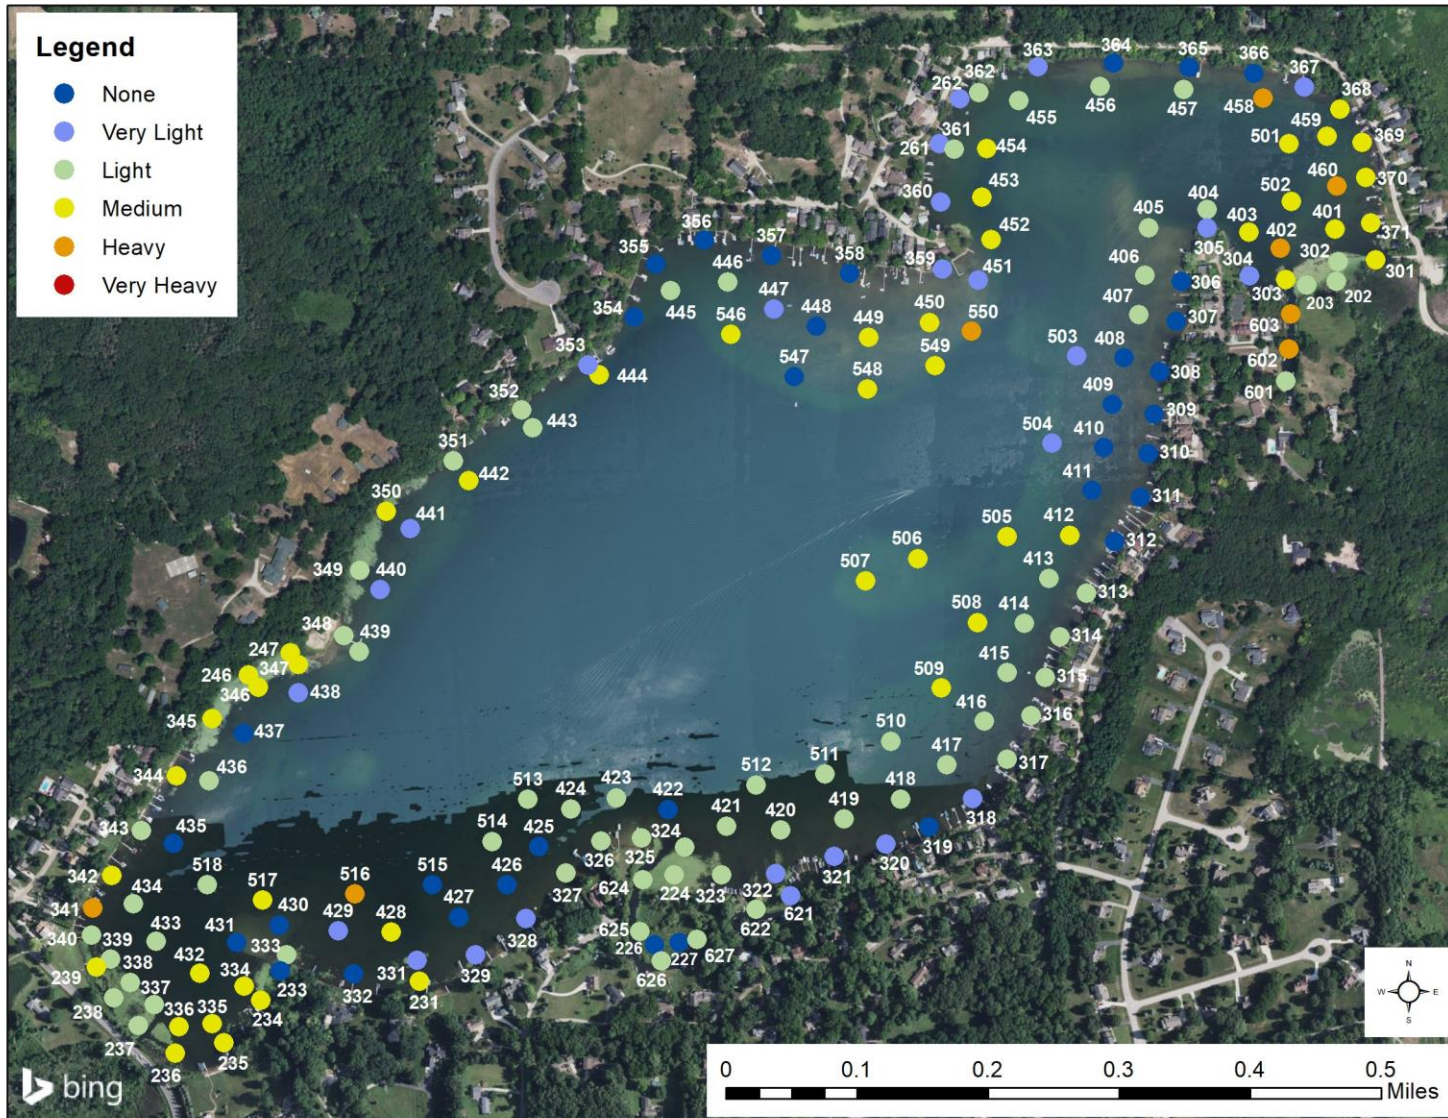 Legend
None
Very Light
Light
Medium
Heavy
Very Heavy
363 364 365 366 367
262 362
455 456 457 458 368
459
361 261 454 501 369
360 453 460 370
502
404
405 403 402 401 371
452
356 357 358 359 451
355 446 305 304 302 301
406 303 203 202
447 445 306
354 448 450 550 407 307 603
546 449
353 503 408 602
444 547 548 549 308
352 601
443 409 309
504 410
351 310
442 411
350 311
441 505 412 312
506
349 507 413
440 313
348 508 414
439 314
247
246 347 415
346 509 315
438
345 416 316
437 510
344 436 417 317
511
512
513 424 423 422 418
343 514 421 420 419 318
435 425 324 319
518 326 325 320
342 516 515 426 321
434 517 327 624 224 323 322
341 430 427 621
433 431 429 428 622
340 339 328 625
432 333 226 227 627
239 338 334 331 329
233 332 231 626
337
238 336 335 234
237 235
236
N
W E
S
bing
0 0.1 0.2 0.3 0.4 0.5
Miles